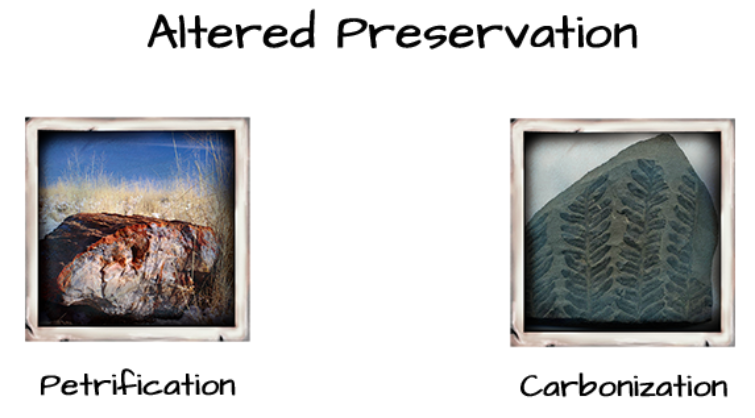 Altered Preservation
Petrification
Carbonization